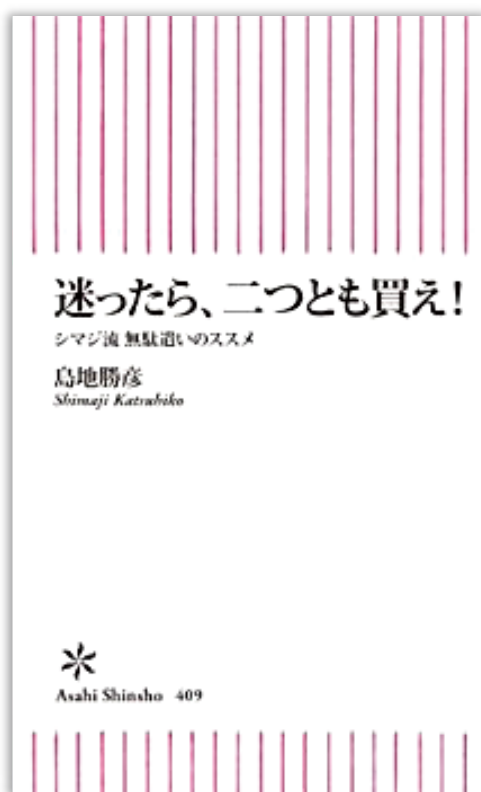 迷ったら、二つとも買え!
シマジ流 無駄遣いのススメ
島地勝彦
Shimaji Katsuhiko
Asahi Shinsho 409